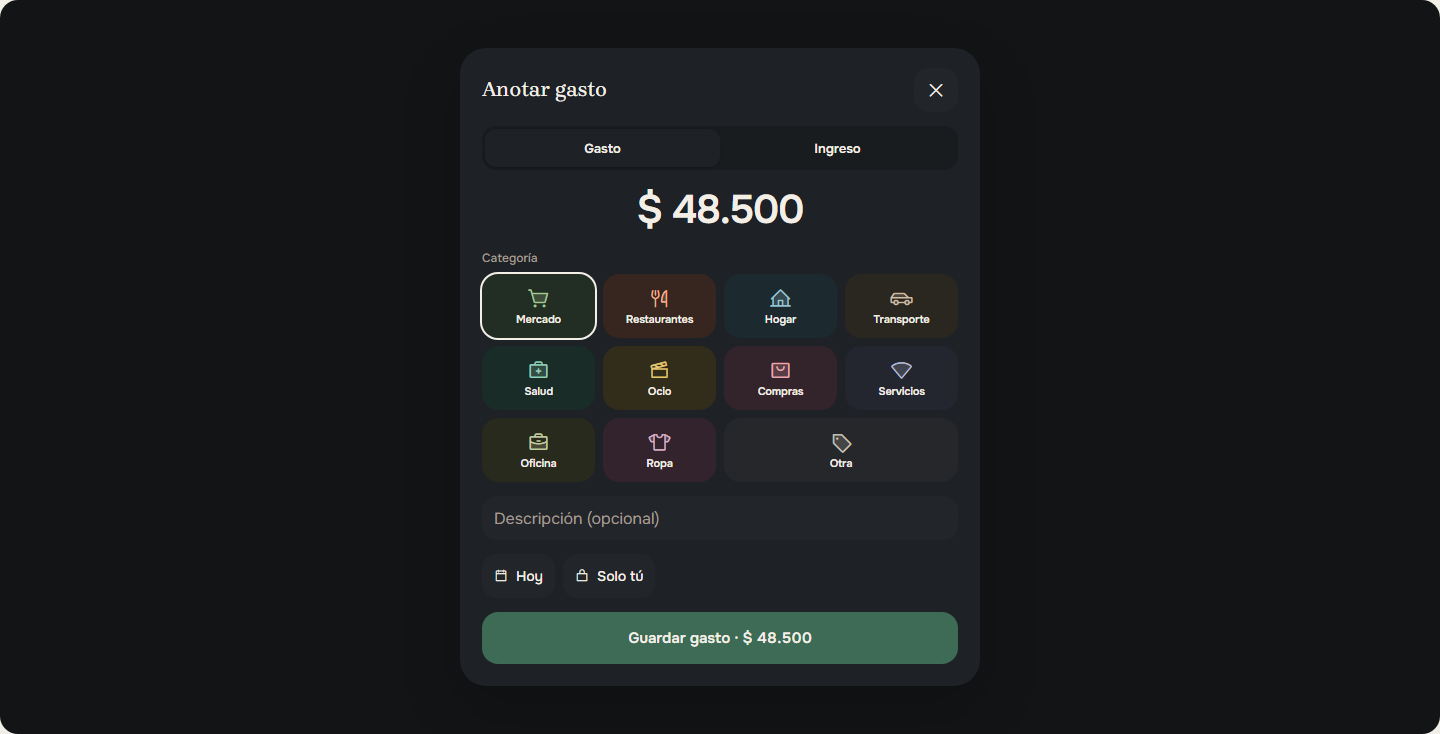 Anotar gasto
Gasto
Ingreso
$ 48.500
Categoría
Mercado
Restaurantes
Hogar
Transporte
Salud
Ocio
Compras
Servicios
Oficina
Ropa
Otra
Descripción (opcional)
Hoy
Solo tú
Guardar gasto · $ 48.500